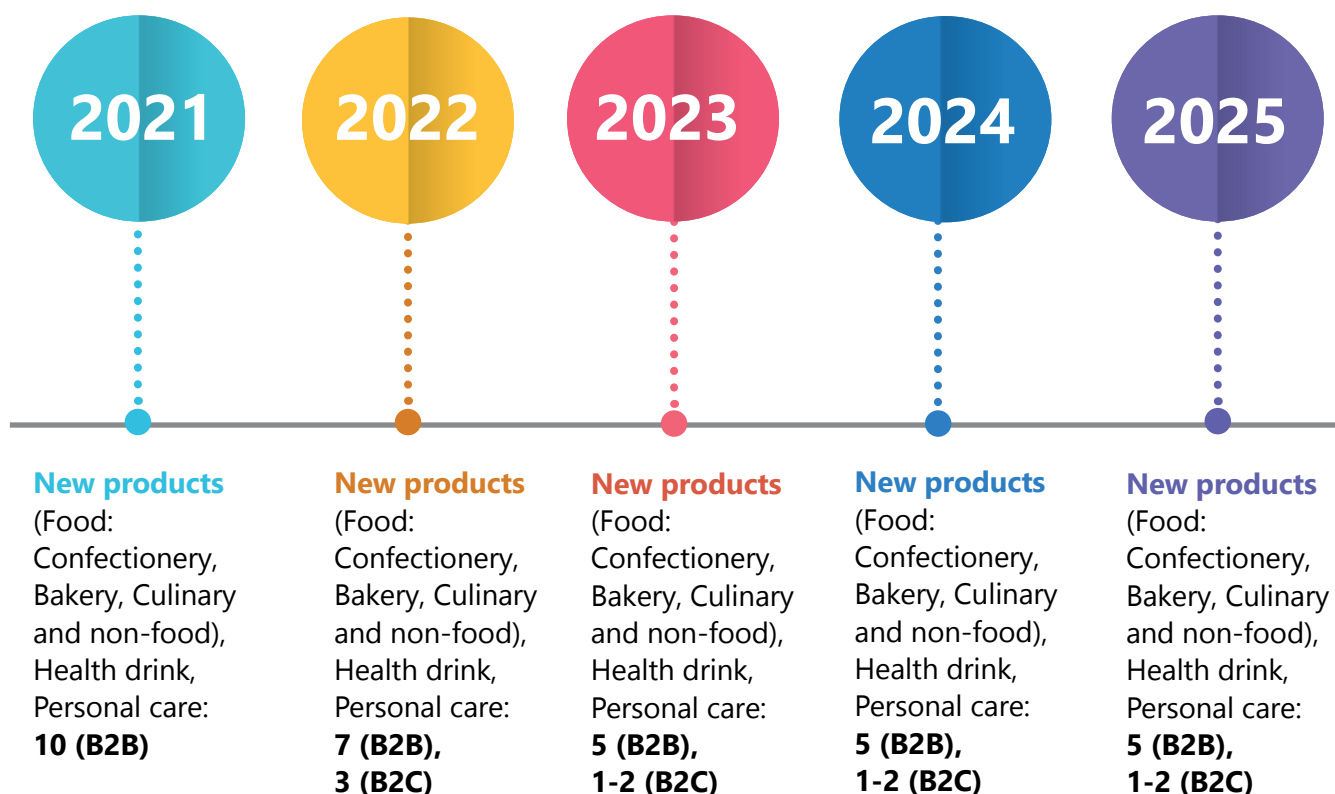 2021
2022
2023
2024
2025
New products
(Food:
Confectionery,
Bakery, Culinary
and non-food),
Health drink,
Personal care:
10 (B2B)
New products
(Food:
Confectionery,
Bakery, Culinary
and non-food),
Health drink,
Personal care:
7 (B2B),
3 (B2C)
New products
(Food:
Confectionery,
Bakery, Culinary
and non-food),
Health drink,
Personal care:
5 (B2B),
1-2 (B2C)
New products
(Food:
Confectionery,
Bakery, Culinary
and non-food),
Health drink,
Personal care:
5 (B2B),
1-2 (B2C)
New products
(Food:
Confectionery,
Bakery, Culinary
and non-food),
Health drink,
Personal care:
5 (B2B),
1-2 (B2C)